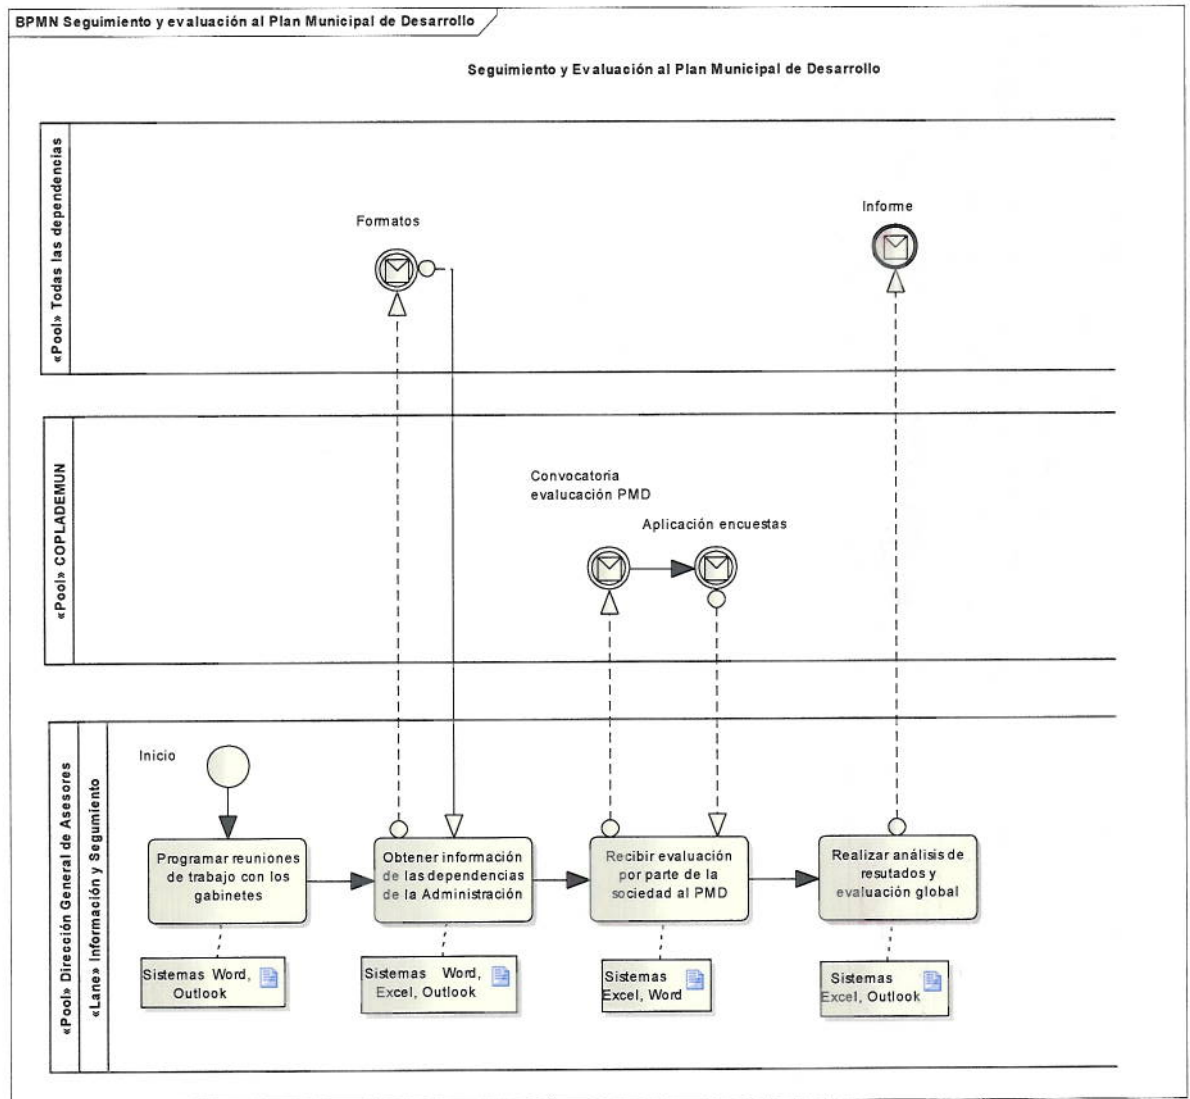 BPMN Seguimiento y evaluación al Plan Municipal de Desarrollo
Seguimiento y Evaluación al Plan Municipal de Desarrollo
«Pool» Todas las dependencias
Formatos
Informe
«Pool» COPLADEMUN
Convocatoria
evalucación PMD
Aplicación encuestas
«Pool» Dirección General de Asesores
«Lane» Información y Segumiento
Inicio
Programar reuniones
de trabajo con los
gabinetes
Obtener información
de las dependencias
de la Administración
Recibir evaluación
por parte de la
sociedad al PMD
Realizar análisis de
resutados y
evaluación global
Sistemas Word,
Outlook
Sistemas Word,
Excel, Outlook
Sistemas
Excel, Word
Sistemas
Excel, Outlook